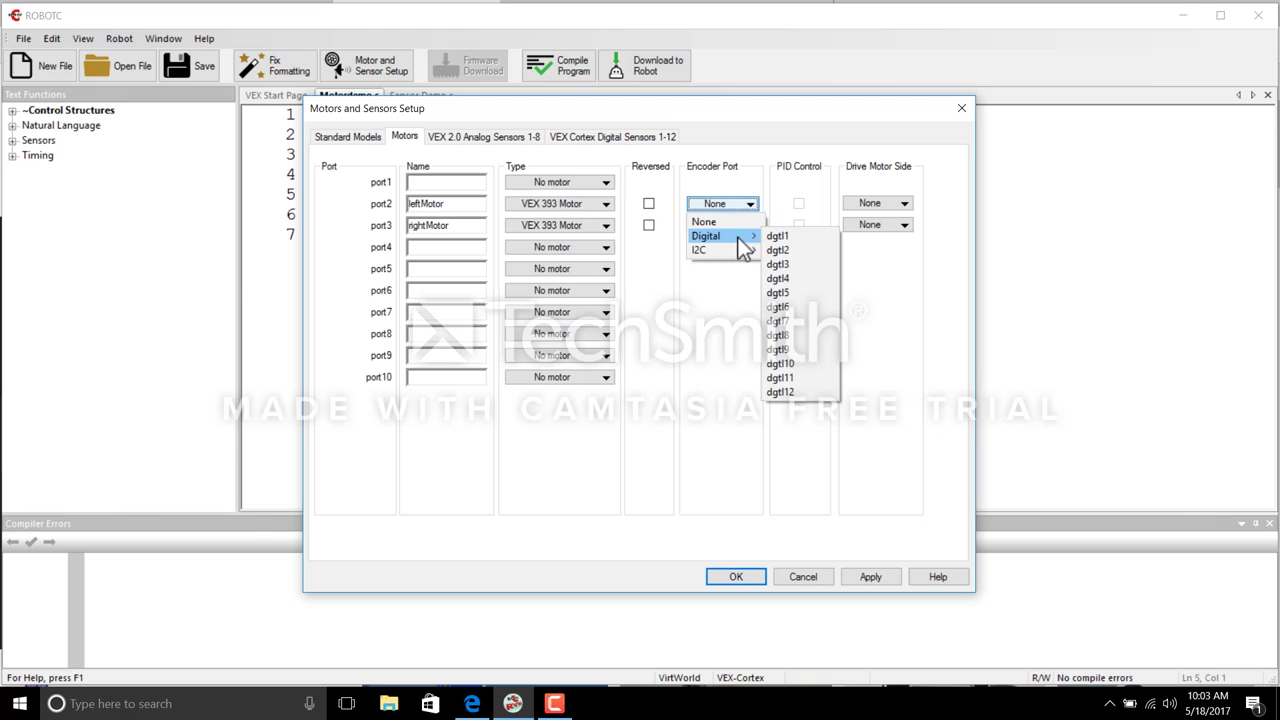 ROBOTC
File Edit View Robot Window Help
New File Open File Save Fix Formatting Motor and Sensor Setup Firmware Download Compile Program Download to Robot
Text Functions
VEX Start Page
~Control Structures
Natural Language
Sensors
Timing
1
2
3
4
5
6
7
Motors and Sensors Setup
Standard Models Motors VEX 2.0 Analog Sensors 1-8 VEX Cortex Digital Sensors 1-12
Port Name Type Reversed Encoder Port PID Control Drive Motor Side
port1 No motor
port2 leftMotor VEX 393 Motor None None
port3 rightMotor VEX 393 Motor None
port4 No motor
port5 No motor
port6 No motor
port7 No motor
port8 No motor
port9 No motor
port10 No motor
None
Digital
I2C
dgtl1
dgtl2
dgtl3
dgtl4
dgtl5
dgtl6
dgtl7
dgtl8
dgtl9
dgtl10
dgtl11
dgtl12
TechSmith®
MADE WITH CAMTASIA FREE TRIAL
OK Cancel Apply Help
Compiler Errors
For Help, press F1 VirtWorld VEX-Cortex R/W No compile errors Ln 5, Col 1
Type here to search
10:03 AM
5/18/2017
1